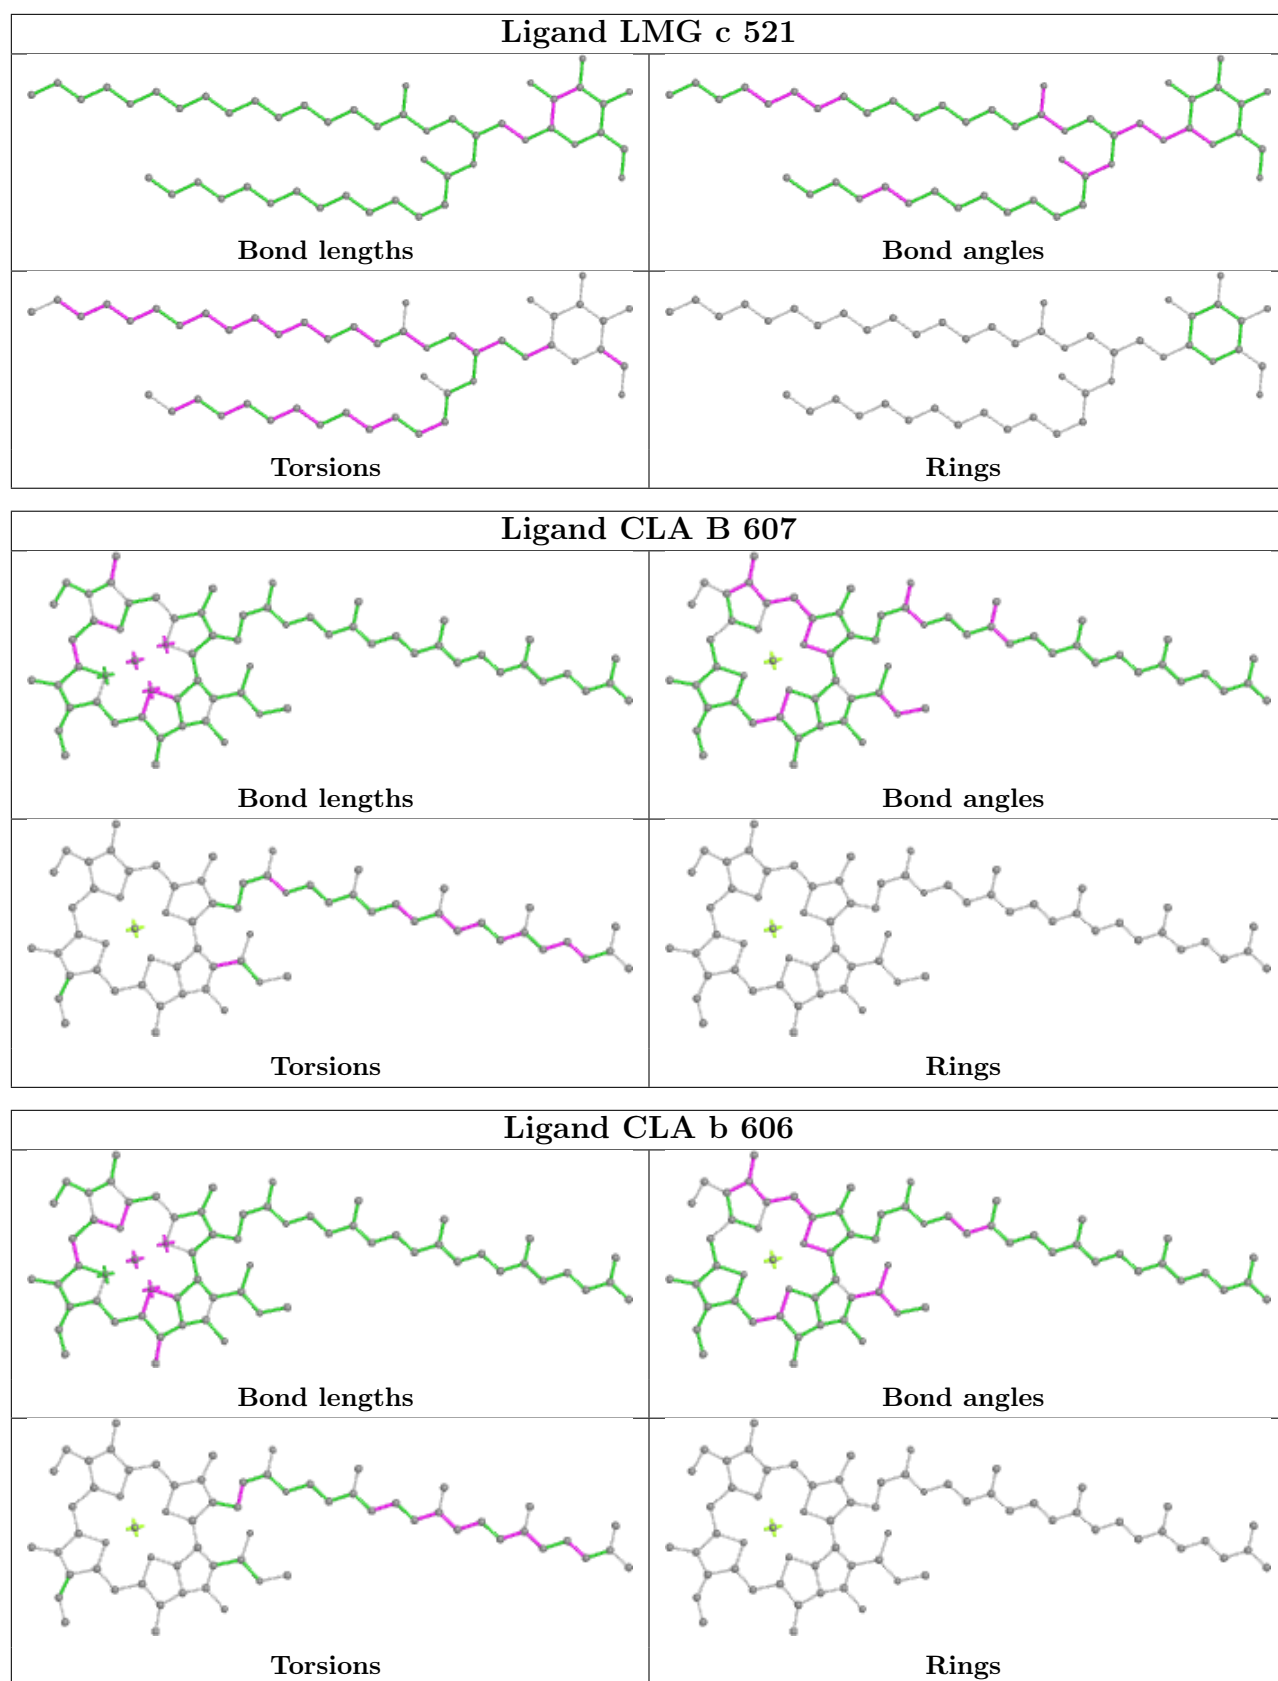 Ligand LMG c 521
Bond lengths
Bond angles
Torsions
Rings
Ligand CLA B 607
Bond lengths
Bond angles
Torsions
Rings
Ligand CLA b 606
Bond lengths
Bond angles
Torsions
Rings